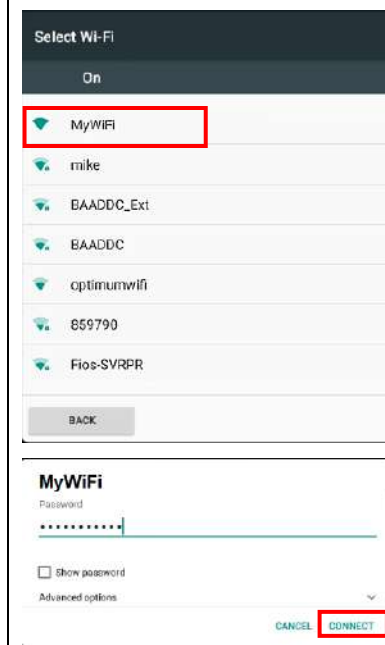 Select Wi-Fi
On
MyWiFi
mike
BAADDC_Ext
BAADDC
optimumwifi
859790
Fios-SVRPR
BACK
MyWiFi
Password
•••••••••••
Show password
Advanced options
CANCEL CONNECT